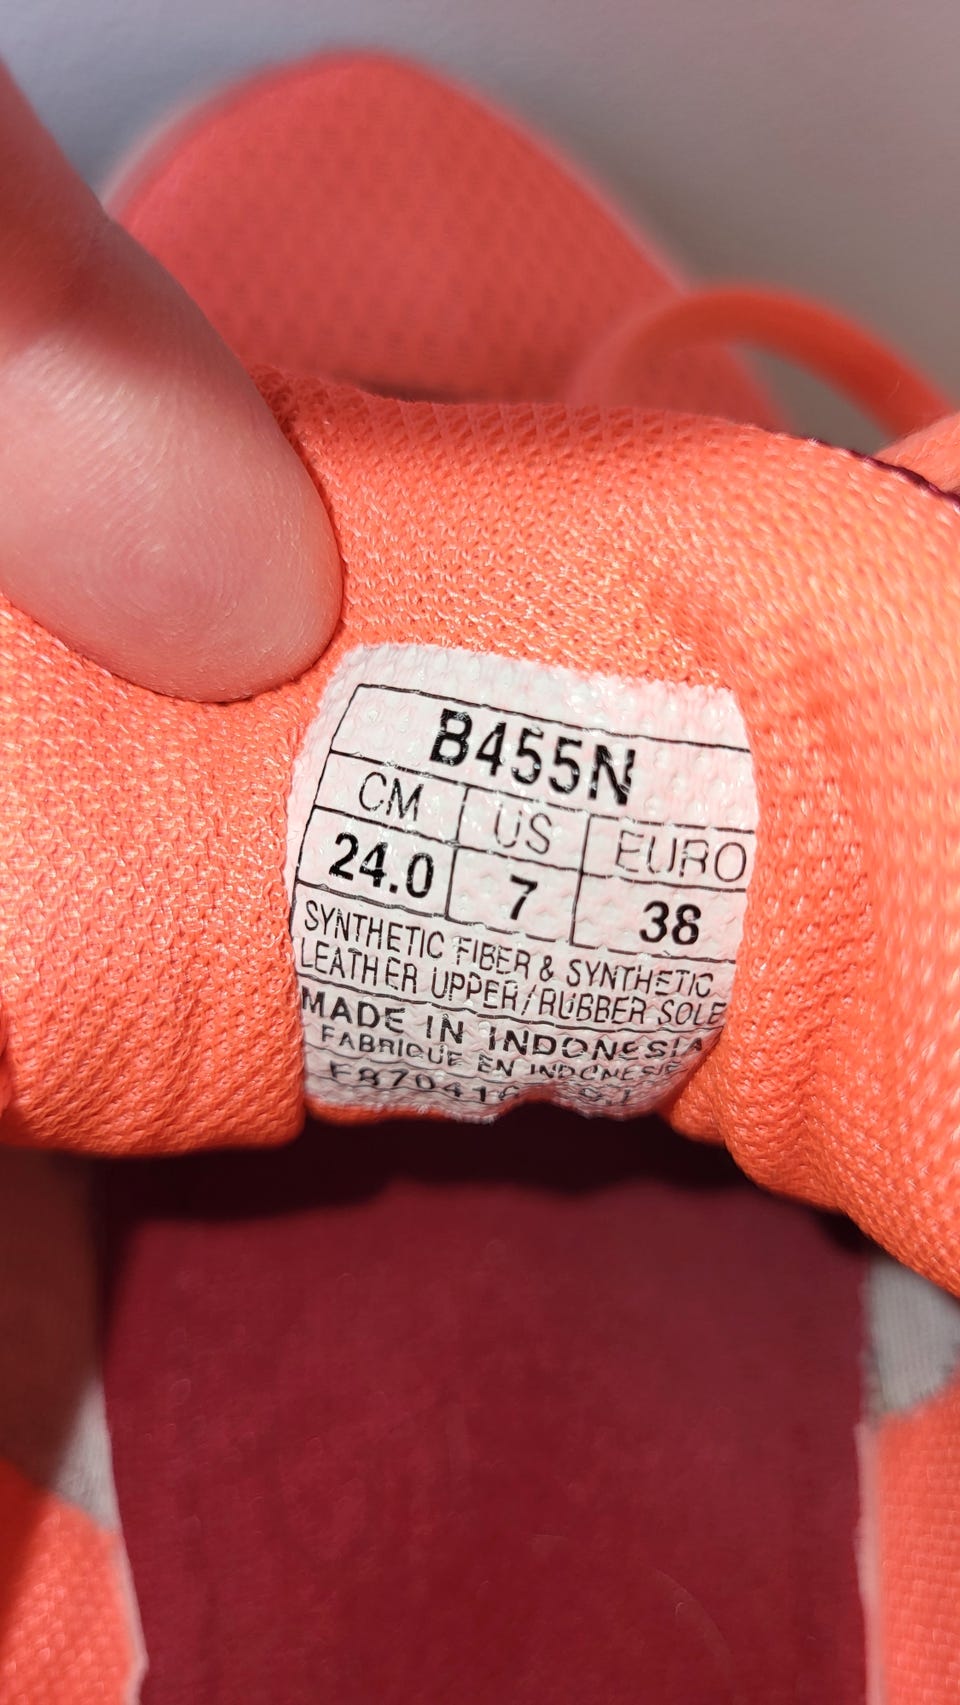 B455N
CM US EURO
24.0 7 38
SYNTHETIC FIBER & SYNTHETIC
LEATHER UPPER/RUBBER SOLE
MADE IN INDONESIA
FABRIQUE EN INDONESIE